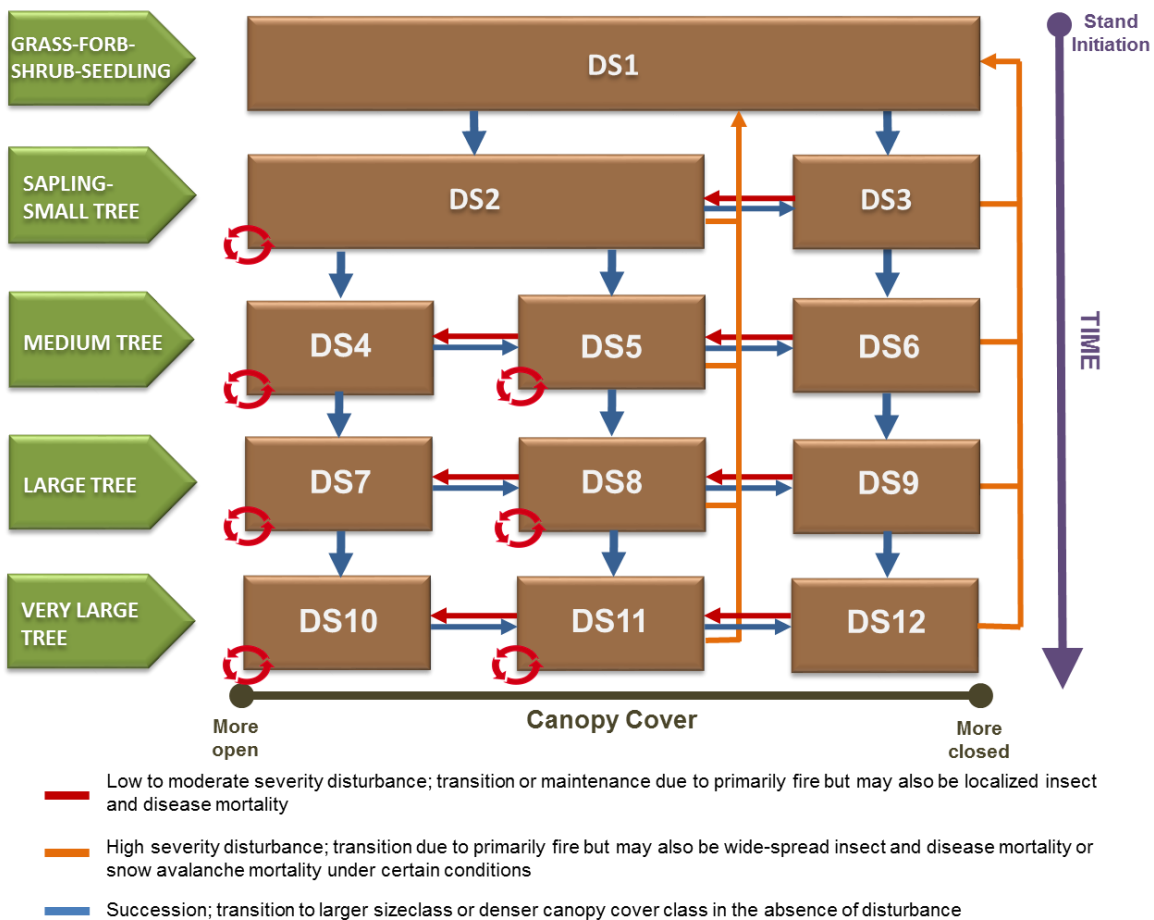 GRASS-FORB-
SHRUB-SEEDLING
DS1
Stand
Initiation
SAPLING-
SMALL TREE
DS2
DS3
MEDIUM TREE
DS4
DS5
DS6
TIME
LARGE TREE
DS7
DS8
DS9
VERY LARGE
TREE
DS10
DS11
DS12
More
open
Canopy Cover
More
closed
Low to moderate severity disturbance; transition or maintenance due to primarily fire but may also be localized insect
and disease mortality
High severity disturbance; transition due to primarily fire but may also be wide-spread insect and disease mortality or
snow avalanche mortality under certain conditions
Succession; transition to larger sizeclass or denser canopy cover class in the absence of disturbance